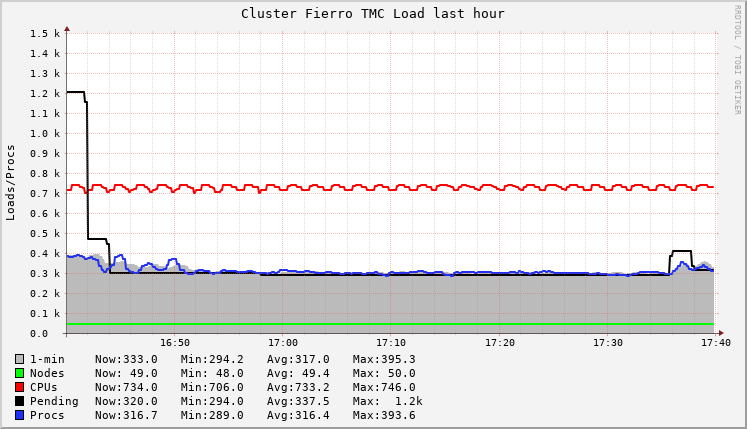 Cluster Fierro TMC Load last hour
RRDTOOL / TOBI OETIKER
Loads/Procs
1.5 k
1.4 k
1.3 k
1.2 k
1.1 k
1.0 k
0.9 k
0.8 k
0.7 k
0.6 k
0.5 k
0.4 k
0.3 k
0.2 k
0.1 k
0.0
16:50 17:00 17:10 17:20 17:30 17:40
1-min Now:333.0 Min:294.2 Avg:317.0 Max:395.3
Nodes Now: 49.0 Min: 48.0 Avg: 49.4 Max: 50.0
CPUs Now:734.0 Min:706.0 Avg:733.2 Max:746.0
Pending Now:320.0 Min:294.0 Avg:337.5 Max: 1.2k
Procs Now:316.7 Min:289.0 Avg:316.4 Max:393.6